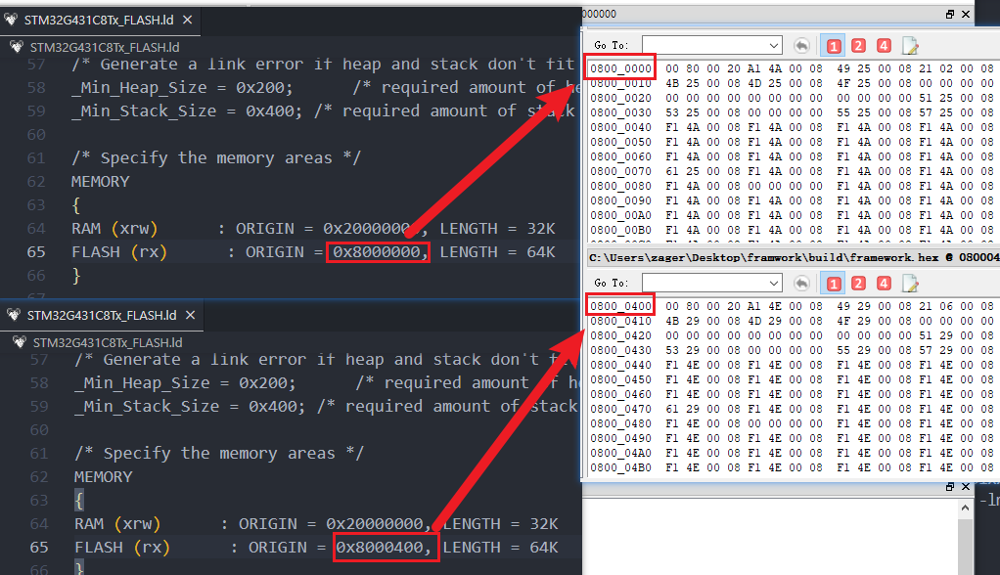 STM32G431C8Tx_FLASH.ld ×
STM32G431C8Tx_FLASH.ld
57 /* Generate a link error if heap and stack don't fit
58 _Min_Heap_Size = 0x200; /* required amount of he
59 _Min_Stack_Size = 0x400; /* required amount of stack
60
61 /* Specify the memory areas */
62 MEMORY
63 {
64 RAM (xrw) : ORIGIN = 0x20000000, LENGTH = 32K
65 FLASH (rx) : ORIGIN = 0x8000000, LENGTH = 64K
66 }
67
STM32G431C8Tx_FLASH.ld ×
STM32G431C8Tx_FLASH.ld
57 /* Generate a link error if heap and stack don't fit
58 _Min_Heap_Size = 0x200; /* required amount of he
59 _Min_Stack_Size = 0x400; /* required amount of stack
60
61 /* Specify the memory areas */
62 MEMORY
63 {
64 RAM (xrw) : ORIGIN = 0x20000000, LENGTH = 32K
65 FLASH (rx) : ORIGIN = 0x8000400, LENGTH = 64K
66 }
000000
Go To: 1 2 4
0800_0000 00 80 00 20 A1 4A 00 08 49 25 00 08 21 02 00 08
0800_0010 4B 25 00 08 4D 25 00 08 4F 25 00 08 00 00 00 00
0800_0020 00 00 00 00 00 00 00 00 00 00 00 00 51 25 00 08
0800_0030 53 25 00 08 00 00 00 00 55 25 00 08 57 25 00 08
0800_0040 F1 4A 00 08 F1 4A 00 08 F1 4A 00 08 F1 4A 00 08
0800_0050 F1 4A 00 08 F1 4A 00 08 F1 4A 00 08 F1 4A 00 08
0800_0060 F1 4A 00 08 F1 4A 00 08 F1 4A 00 08 F1 4A 00 08
0800_0070 61 25 00 08 F1 4A 00 08 F1 4A 00 08 F1 4A 00 08
0800_0080 F1 4A 00 08 00 00 00 00 F1 4A 00 08 F1 4A 00 08
0800_0090 F1 4A 00 08 F1 4A 00 08 F1 4A 00 08 F1 4A 00 08
0800_00A0 F1 4A 00 08 F1 4A 00 08 F1 4A 00 08 F1 4A 00 08
0800_00B0 F1 4A 00 08 F1 4A 00 08 F1 4A 00 08 F1 4A 00 08
C:\Users\zager\Desktop\framwork\build\framework.hex @ 080004
Go To: 1 2 4
0800_0400 00 80 00 20 A1 4E 00 08 49 29 00 08 21 06 00 08
0800_0410 4B 29 00 08 4D 29 00 08 4F 29 00 08 00 00 00 00
0800_0420 00 00 00 00 00 00 00 00 00 00 00 00 51 29 00 08
0800_0430 53 29 00 08 00 00 00 00 55 29 00 08 57 29 00 08
0800_0440 F1 4E 00 08 F1 4E 00 08 F1 4E 00 08 F1 4E 00 08
0800_0450 F1 4E 00 08 F1 4E 00 08 F1 4E 00 08 F1 4E 00 08
0800_0460 F1 4E 00 08 F1 4E 00 08 F1 4E 00 08 F1 4E 00 08
0800_0470 61 29 00 08 F1 4E 00 08 F1 4E 00 08 F1 4E 00 08
0800_0480 F1 4E 00 08 00 00 00 00 F1 4E 00 08 F1 4E 00 08
0800_0490 F1 4E 00 08 F1 4E 00 08 F1 4E 00 08 F1 4E 00 08
0800_04A0 F1 4E 00 08 F1 4E 00 08 F1 4E 00 08 F1 4E 00 08
0800_04B0 F1 4E 00 08 F1 4E 00 08 F1 4E 00 08 F1 4E 00 08